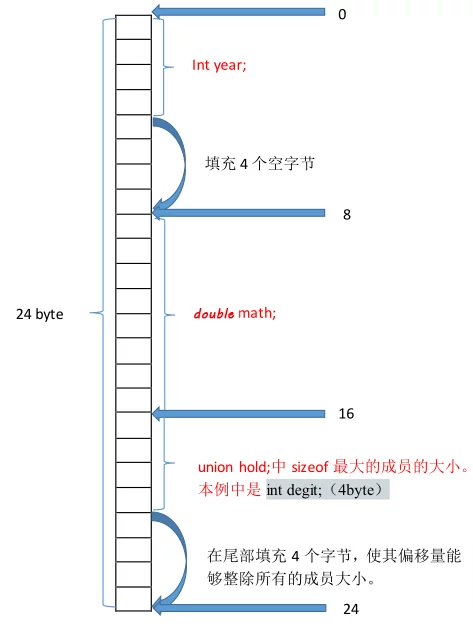 0
Int year;
填充 4 个空字节
8
24 byte
double math;
16
union hold;中 sizeof 最大的成员的大小。
本例中是 int degit;（4byte）
在尾部填充 4 个字节，使其偏移量能
够整除所有的成员大小。
24